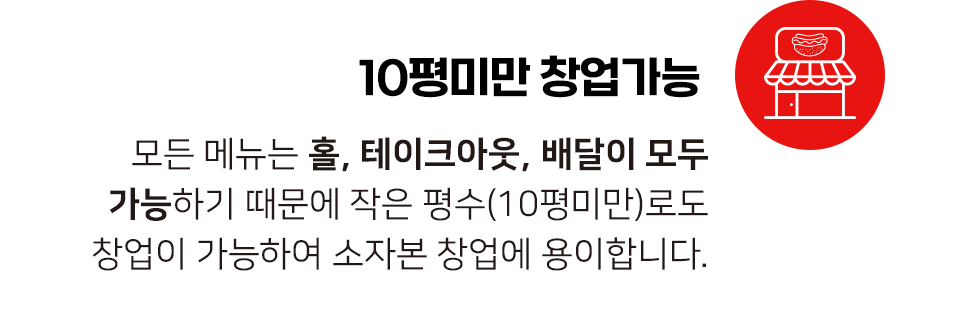 10평미만 창업가능
모든 메뉴는 홀, 테이크아웃, 배달이 모두
가능하기 때문에 작은 평수(10평미만)로도
창업이 가능하여 소자본 창업에 용이합니다.